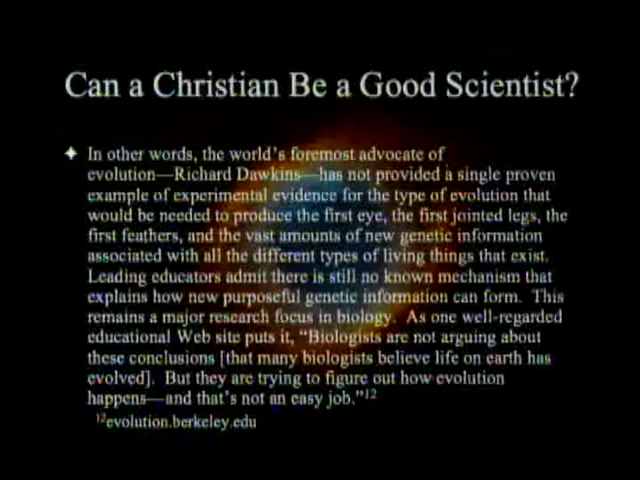 Can a Christian Be a Good Scientist?
✦ In other words, the world's foremost advocate of
evolution—Richard Dawkins—has not provided a single proven
example of experimental evidence for the type of evolution that
would be needed to produce the first eye, the first jointed legs, the
first feathers, and the vast amounts of new genetic information
associated with all the different types of living things that exist.
Leading educators admit there is still no known mechanism that
explains how new purposeful genetic information can form. This
remains a major research focus in biology. As one well-regarded
educational Web site puts it, "Biologists are not arguing about
these conclusions [that many biologists believe life on earth has
evolved]. But they are trying to figure out how evolution
happens—and that's not an easy job."12
12evolution.berkeley.edu